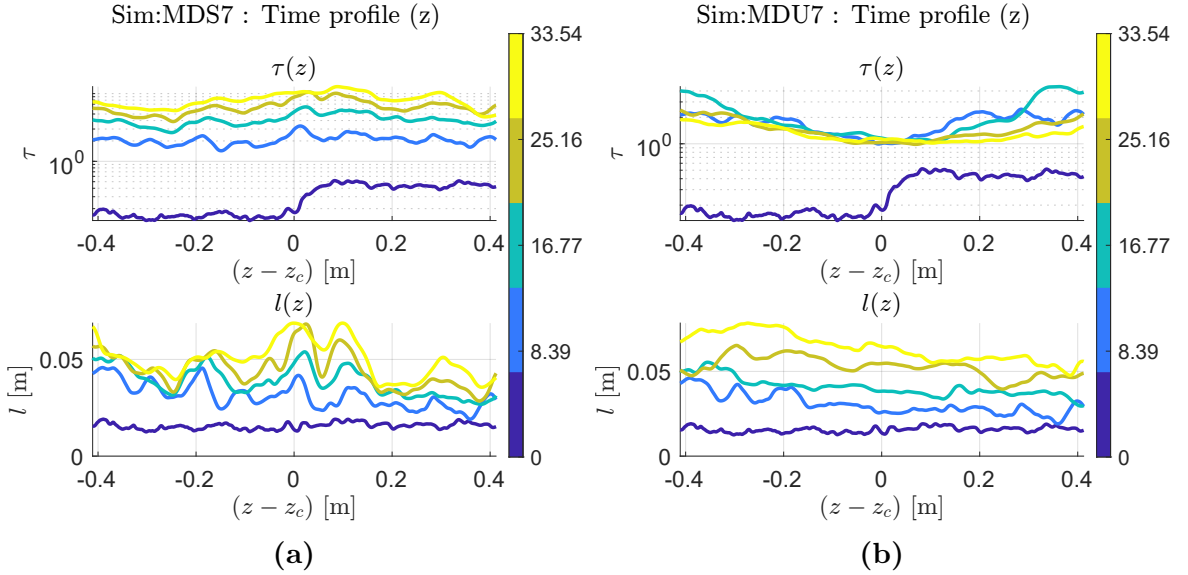 Sim:MDS7 : Time profile (z)
τ(z)
τ
10^0
-0.4 -0.2 0 0.2 0.4
(z − z_c) [m]
l(z)
l [m]
0.05
0
-0.4 -0.2 0 0.2 0.4
(z − z_c) [m]
33.54
25.16
16.77
8.39
0
(a)
Sim:MDU7 : Time profile (z)
τ(z)
τ
10^0
-0.4 -0.2 0 0.2 0.4
(z − z_c) [m]
l(z)
l [m]
0.05
0
-0.4 -0.2 0 0.2 0.4
(z − z_c) [m]
33.54
25.16
16.77
8.39
0
(b)